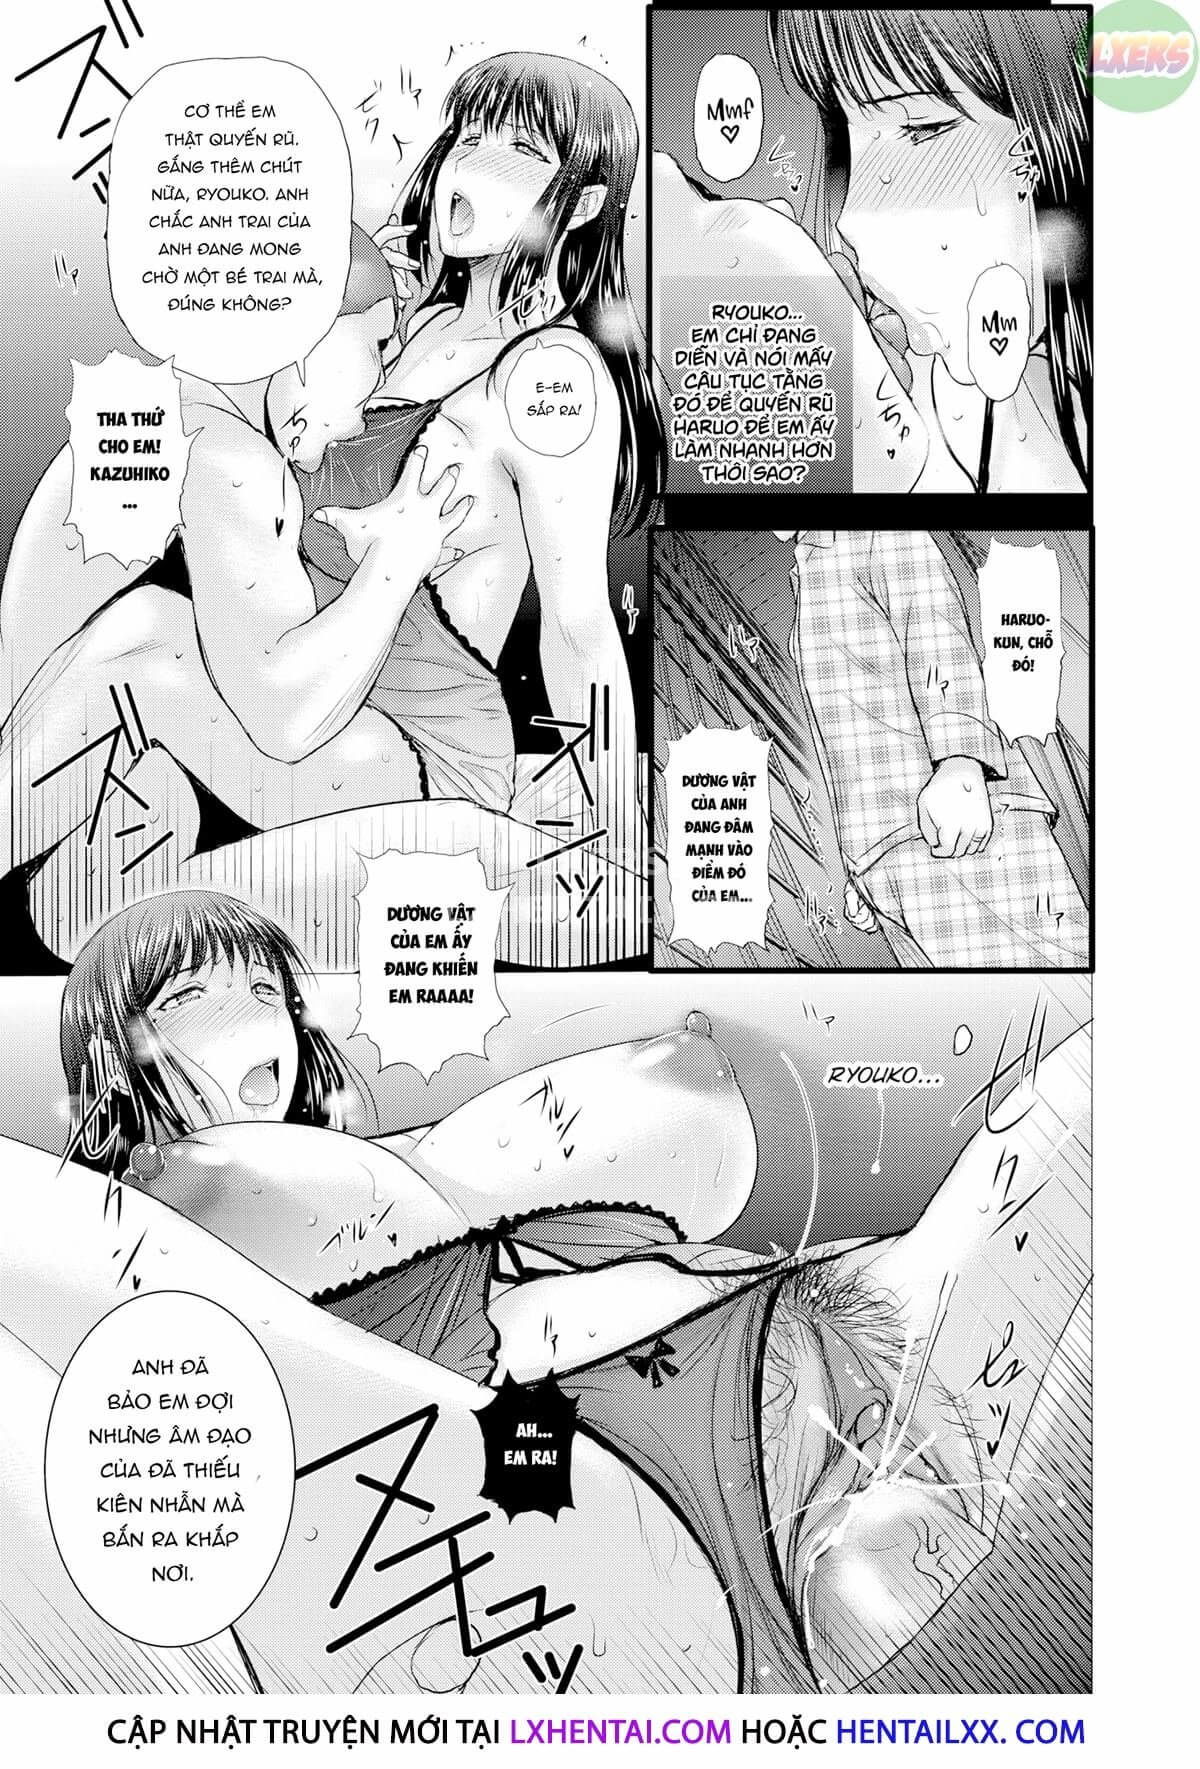 LXERS
Mmf
♡
Mm
♡
RYOUKO...
EM CHỈ ĐANG
DIỄN VÀ NÓI MẤY
CÂU TỤC TẰNG
ĐÓ ĐỂ QUYẾN RŨ
HARUO ĐỂ EM ẤY
LÀM NHANH HƠN
THÔI SAO?
CƠ THỂ EM
THẬT QUYẾN RŨ.
GẮNG THÊM CHÚT
NỮA, RYOUKO. ANH
CHẮC ANH TRAI CỦA
ANH ĐANG MONG
CHỜ MỘT BÉ TRAI MÀ,
ĐÚNG KHÔNG?
E-EM
SẮP RA!
THA THỨ
CHO EM!
KAZUHIKO
...
HARUO-
KUN, CHỖ
ĐÓ!
DƯƠNG VẬT
CỦA ANH
ĐANG ĐÂM
MẠNH VÀO
ĐIỂM ĐÓ
CỦA EM...
DƯƠNG VẬT
CỦA EM ẤY
ĐANG KHIẾN
EM RAAAA!
RYOUKO...
AH...
EM RA!
ANH ĐÃ
BẢO EM ĐỢI
NHƯNG ÂM ĐẠO
CỦA ĐÃ THIẾU
KIÊN NHẪN MÀ
BẮN RA KHẮP
NƠI.
CẬP NHẬT TRUYỆN MỚI TẠI LXHENTAI.COM HOẶC HENTAILXX. COM